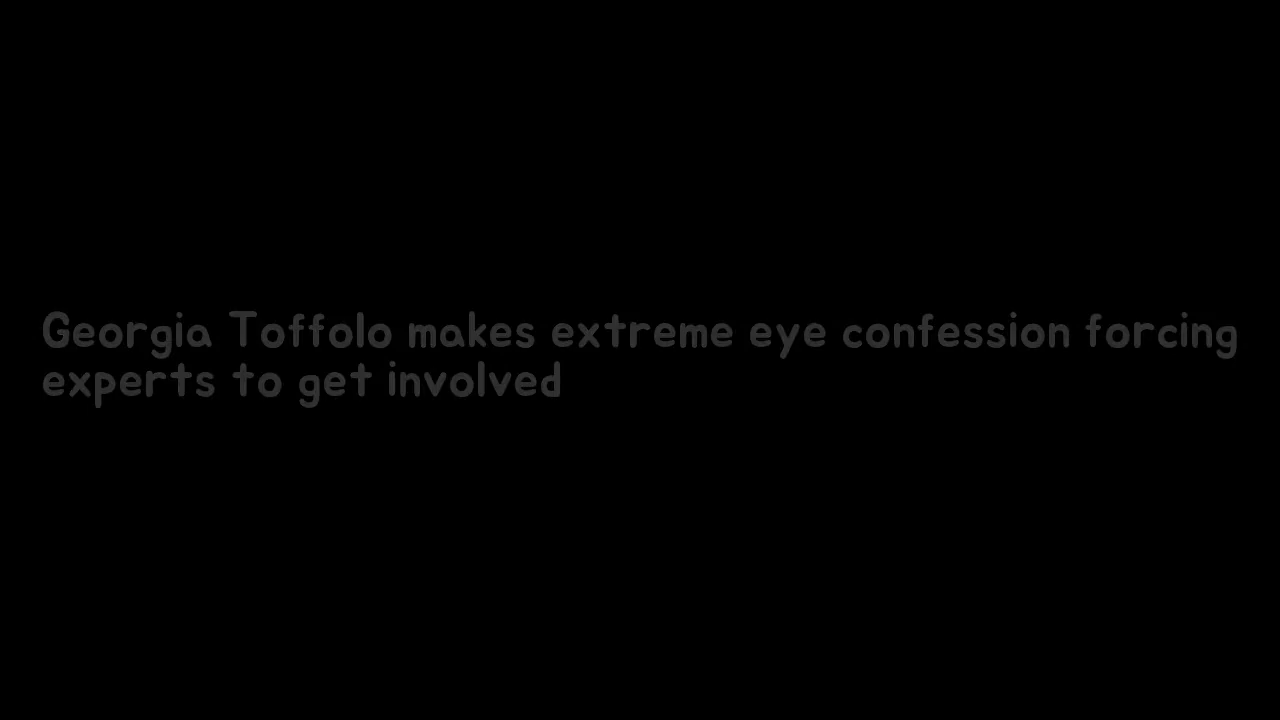 Georgia Toffolo makes extreme eye confession forcing
experts to get involved